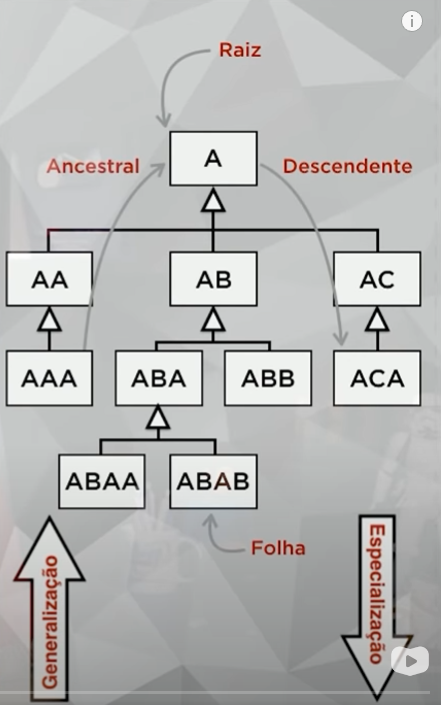 Raiz
A
Ancestral
Descendente
AA
AB
AC
AAA
ABA
ABB
ACA
ABAA
ABAB
Folha
Generalização
Especialização